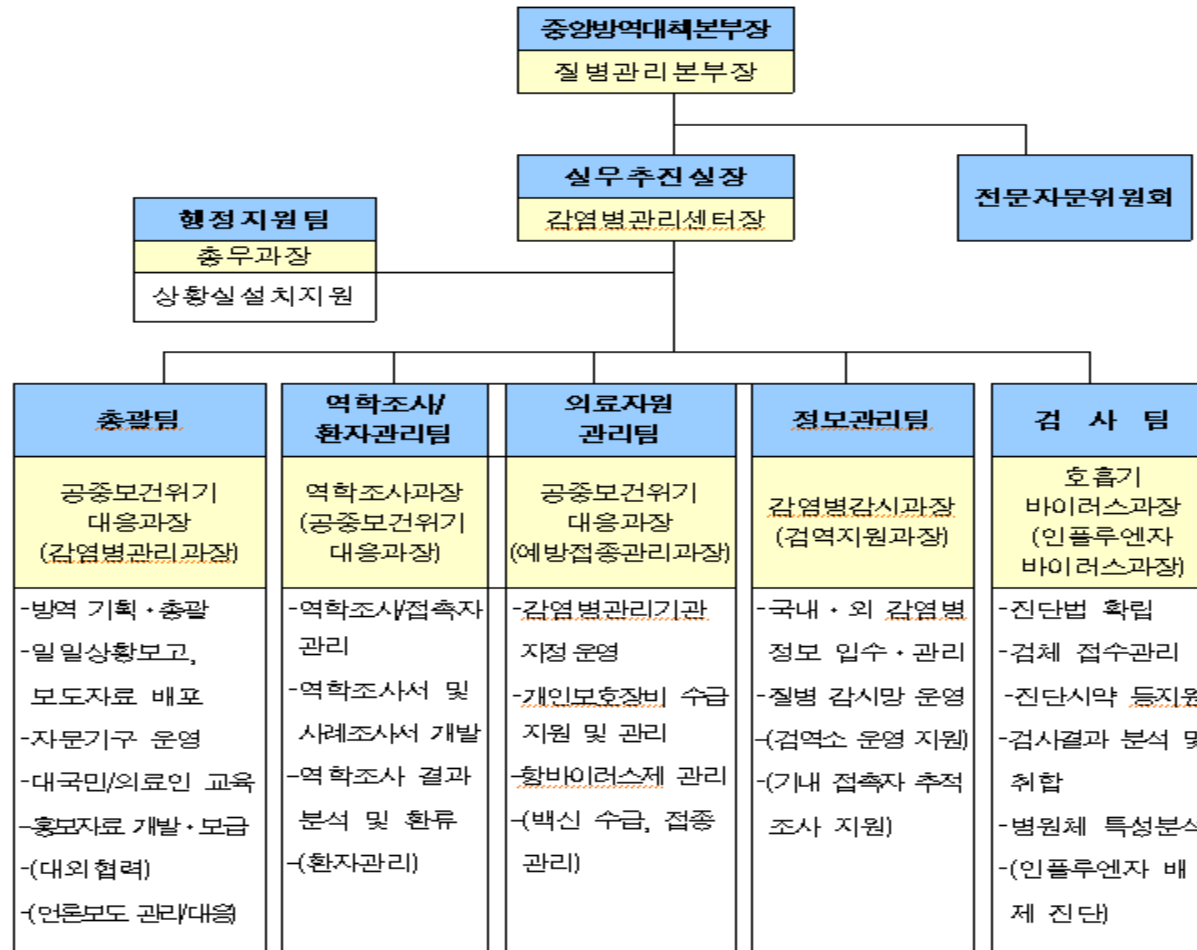 중앙방역대책본부장
질병관리본부장
실무추진실장
감염병관리센터장
전문자문위원회
행정지원팀
총무과장
상황실설치지원
총괄팀
공중보건위기
대응과장
(감염병관리과장)
-방역 기획·총괄
-일일상황보고,
보도자료 배포
-자문기구 운영
-대국민/의료인 교육
-홍보자료 개발·보급
-(대외협력)
-(언론보도 관리/대응)
역학조사/
환자관리팀
역학조사과장
(공중보건위기
대응과장)
-역학조사/접촉자
관리
-역학조사서 및
사례조사서 개발
-역학조사 결과
분석 및 환류
-(환자관리)
의료자원
관리팀
공중보건위기
대응과장
(예방접종관리과장)
-감염병관리기관
지정 운영
-개인보호장비 수급
지원 및 관리
-항바이러스제 관리
-(백신 수급, 접종
관리)
정보관리팀
감염병감시과장
(검역지원과장)
-국내·외 감염병
정보 입수·관리
-질병 감시망 운영
-(검역소 운영 지원)
-(기내 접촉자 추적
조사 지원)
검 사 팀
호흡기
바이러스과장
(인플루엔자
바이러스과장)
-진단법 확립
-검체 접수관리
-진단시약 등지원
-검사결과 분석 및
취합
-병원체 특성분석
-(인플루엔자 배
제 진단)